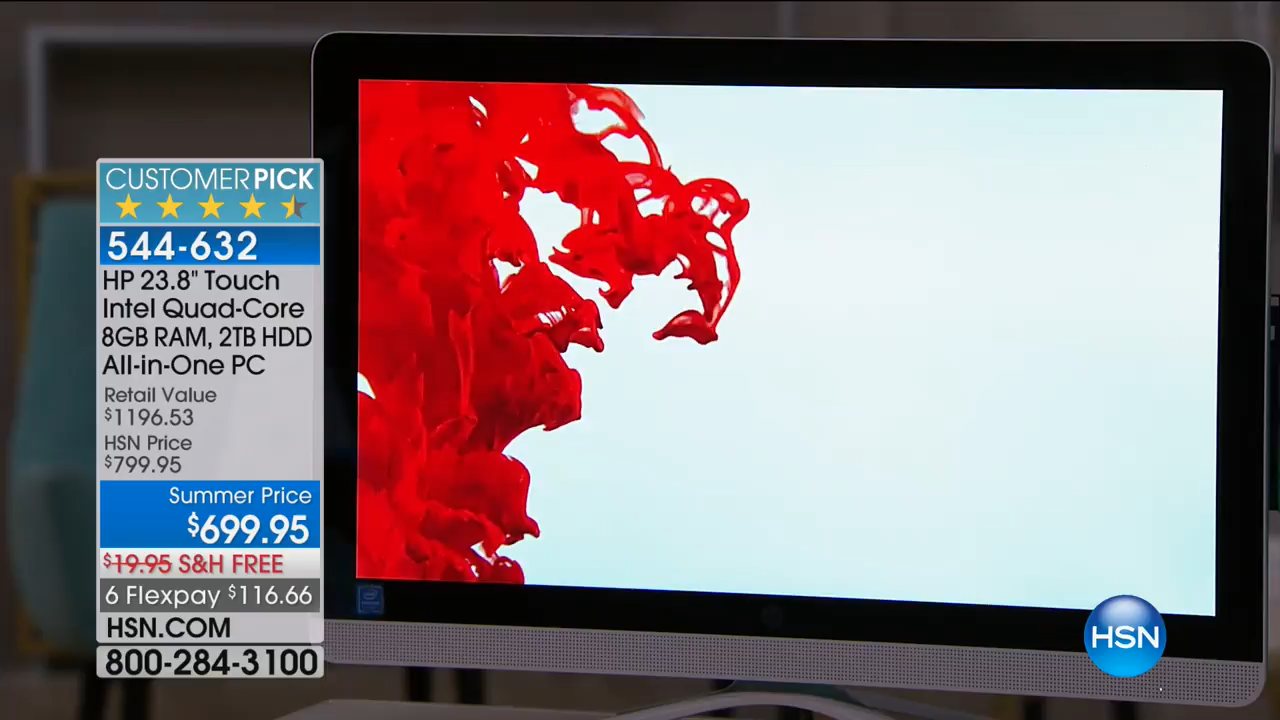 CUSTOMERPICK
544-632
HP 23.8" Touch
Intel Quad-Core
8GB RAM, 2TB HDD
All-in-One PC
Retail Value
$1196.53
HSN Price
$799.95
Summer Price
$699.95
$19.95 S&H FREE
6 Flexpay $116.66
HSN.COM
800-284-3100
HSN